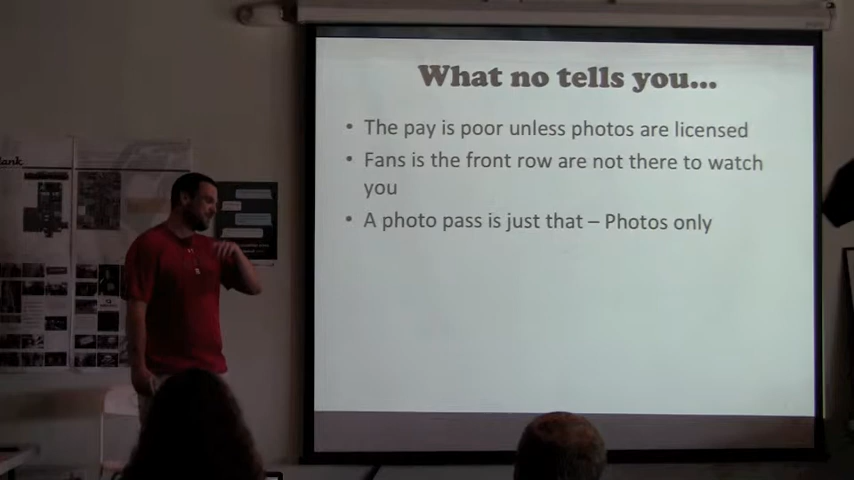 What no tells you...
• The pay is poor unless photos are licensed
• Fans is the front row are not there to watch
you
• A photo pass is just that – Photos only